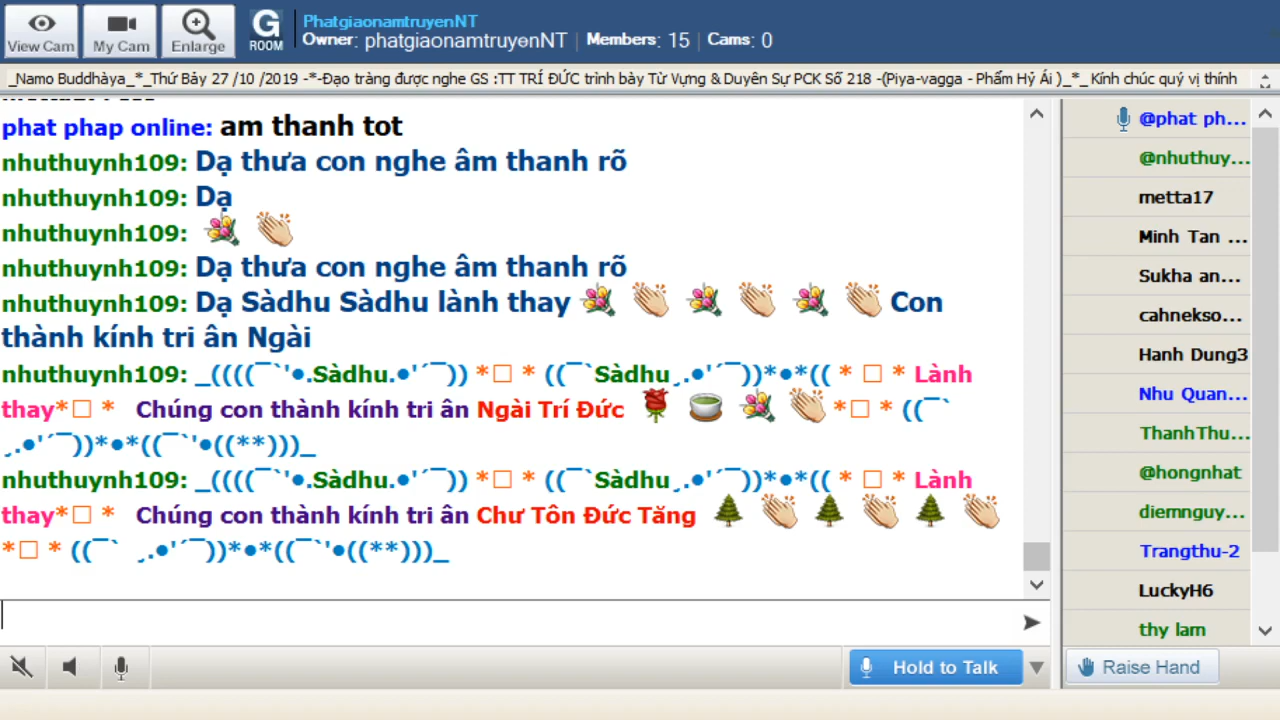 View Cam
My Cam
Enlarge
G
ROOM
PhatgiaonamtruyenNT
Owner: phatgiaonamtruyenNT | Members: 15 | Cams: 0
_Namo Buddhàya_*_Thứ Bảy 27 /10 /2019 -*-Đạo tràng được nghe GS :TT TRÍ ĐỨC trình bày Từ Vựng & Duyên Sự PCK Số 218 -(Piya-vagga - Phẩm Hỷ Ái )_*_ Kính chúc quý vị thính
phat phap online: am thanh tot
nhuthuynh109: Dạ thưa con nghe âm thanh rõ
nhuthuynh109: Dạ
nhuthuynh109: 💐 👏
nhuthuynh109: Dạ thưa con nghe âm thanh rõ
nhuthuynh109: Dạ Sàdhu Sàdhu lành thay 💐 👏 💐 👏 💐 👏 Con
thành kính tri ân Ngài
nhuthuynh109: _((((¯`'●.Sàdhu.●'´¯)) *□ * ((¯`Sàdhu¸.●'´¯))*●*(( * □ * Lành
thay*□ * Chúng con thành kính tri ân Ngài Trí Đức 🌹 🍵 💐 👏 *□ * ((¯`
¸.●'´¯))*●*((¯`'●((**)))_
nhuthuynh109: _((((¯`'●.Sàdhu.●'´¯)) *□ * ((¯`Sàdhu¸.●'´¯))*●*(( * □ * Lành
thay*□ * Chúng con thành kính tri ân Chư Tôn Đức Tăng 🌲 👏 🌲 👏 🌲 👏
*□ * ((¯` ¸.●'´¯))*●*((¯`'●((**)))_
@phat ph...
@nhuthuy...
metta17
Minh Tan ...
Sukha an...
cahnekso...
Hanh Dung3
Nhu Quan...
ThanhThu...
@hongnhat
diemnguy...
Trangthu-2
LuckyH6
thy lam
Hold to Talk
Raise Hand